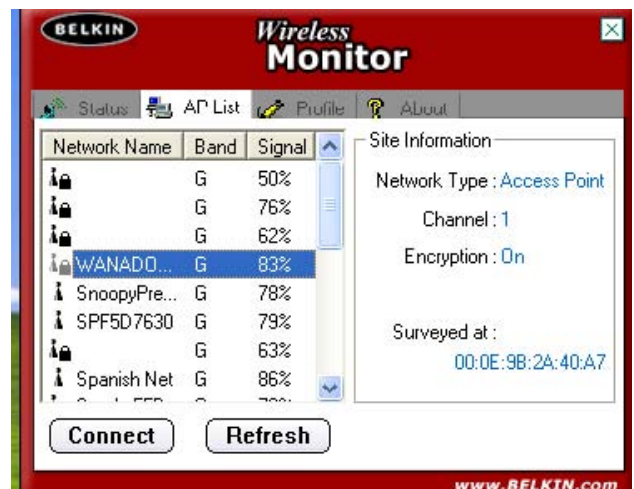 BELKIN
Wireless
Monitor
Status AP List Profile About
Network Name Band Signal
G 50%
G 76%
G 62%
WANADO... G 83%
SnoopyPre... G 78%
SPF5D7630 G 79%
G 63%
Spanish Net G 86%
Site Information
Network Type : Access Point
Channel : 1
Encryption : On
Surveyed at :
00:0E:9B:2A:40:A7
Connect Refresh
www.BELKIN.com